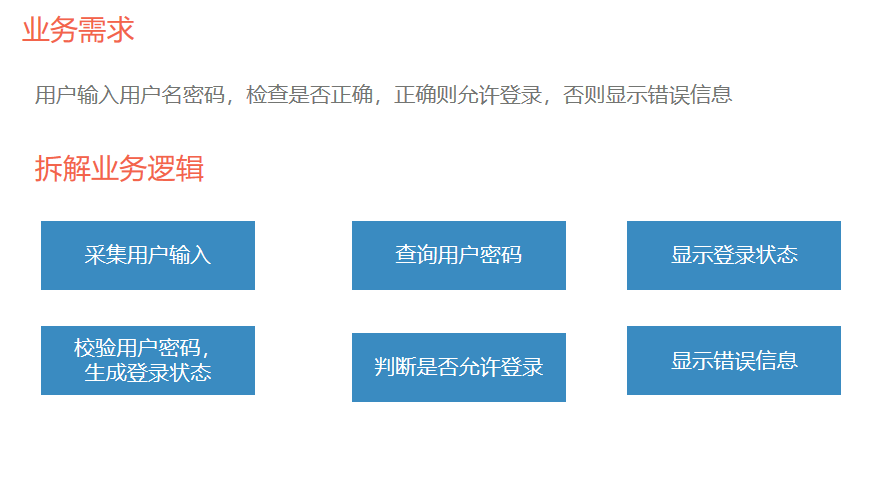 业务需求
用户输入用户名密码，检查是否正确，正确则允许登录，否则显示错误信息
拆解业务逻辑
采集用户输入
查询用户密码
显示登录状态
校验用户密码，
生成登录状态
判断是否允许登录
显示错误信息